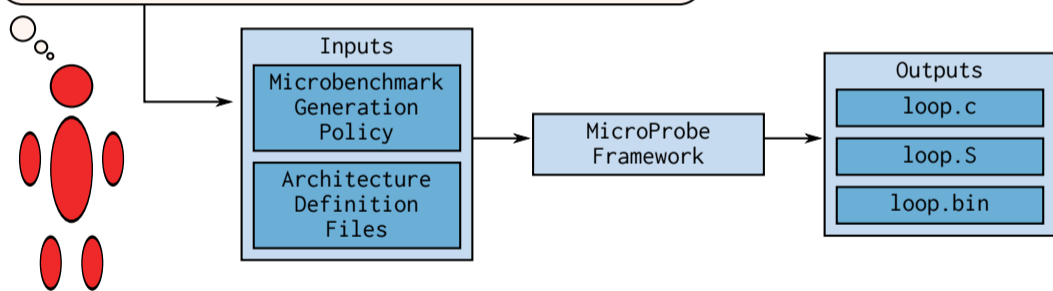 Inputs
Microbenchmark
Generation
Policy
Architecture
Definition
Files
MicroProbe
Framework
Outputs
loop.c
loop.S
loop.bin